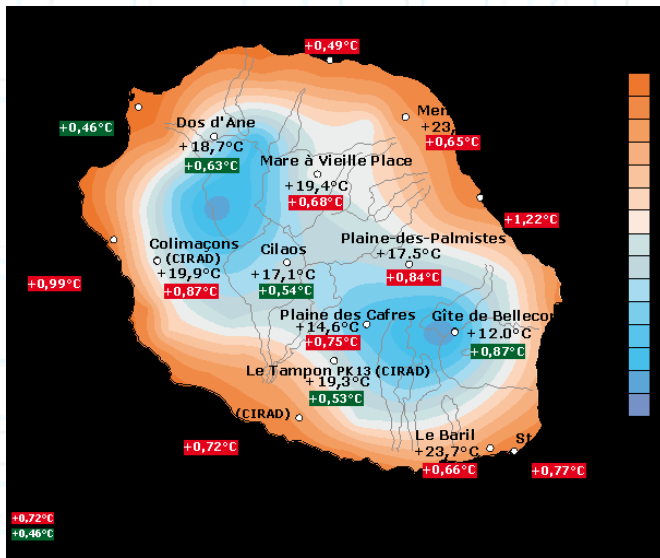 +0,49°C
+0,46°C
Dos d'Ane
+18,7°C
+0,63°C
+0,65°C
Mare à Vieille Place
+19,4°C
+0,68°C
+1,22°C
Colimaçons
(CIRAD)
+19,9°C
+0,87°C
+0,99°C
Cilaos
+17,1°C
+0,54°C
Plaine-des-Palmistes
+17.5°C
+0,84°C
Plaine des Cafres
+14,6°C
+0,75°C
Gîte de
+12.0°C
+0,87°C
Le Tampon PK13 (CIRAD)
+19,3°C
+0,53°C
(CIRAD)
+0,72°C
Le Baril
+23,7°C
+0,66°C
+0,77°C
+0,72°C
+0,46°C